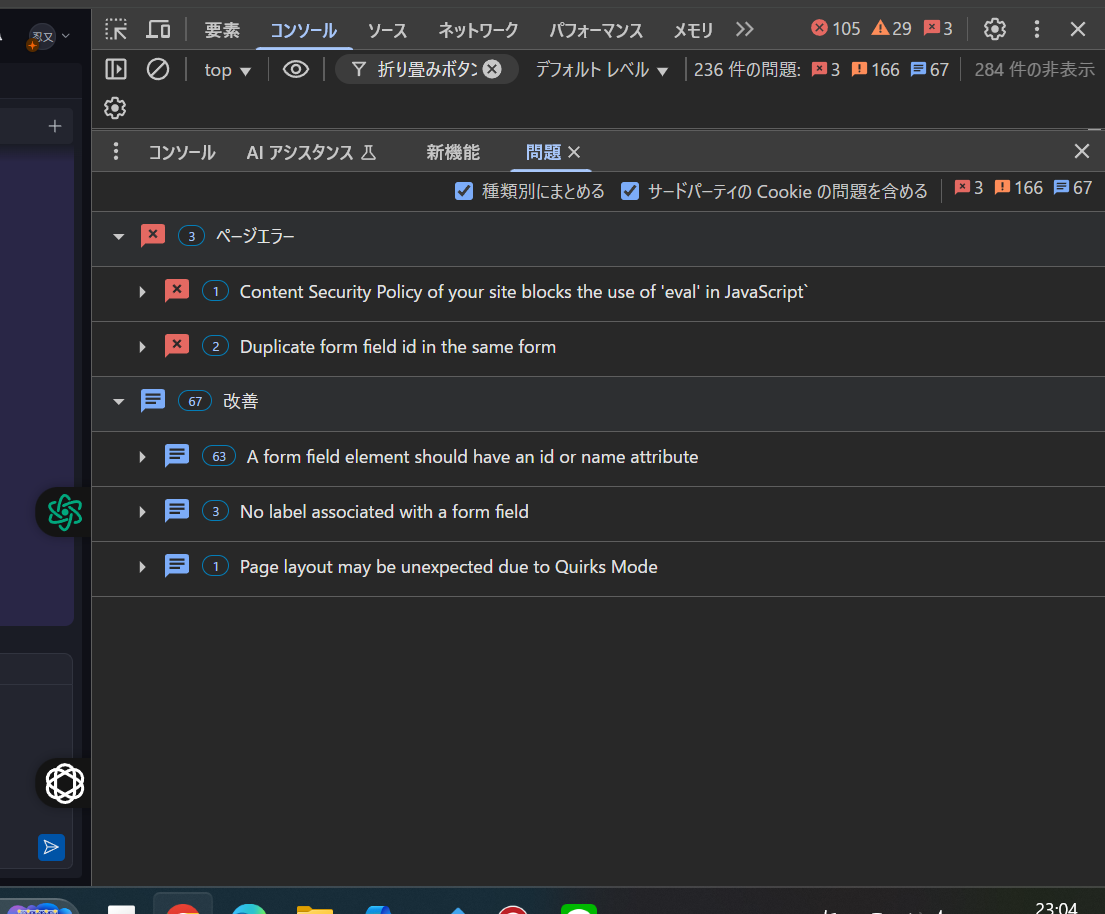 忍又
要素 コンソール ソース ネットワーク パフォーマンス メモリ 105 29 3
top 折り畳みボタン デフォルト レベル 236 件の問題: 3 166 67 284 件の非表示
コンソール AI アシスタンス 新機能 問題
種類別にまとめる サードパーティの Cookie の問題を含める 3 166 67
3 ページエラー
1 Content Security Policy of your site blocks the use of 'eval' in JavaScript`
2 Duplicate form field id in the same form
67 改善
63 A form field element should have an id or name attribute
3 No label associated with a form field
1 Page layout may be unexpected due to Quirks Mode
23:04